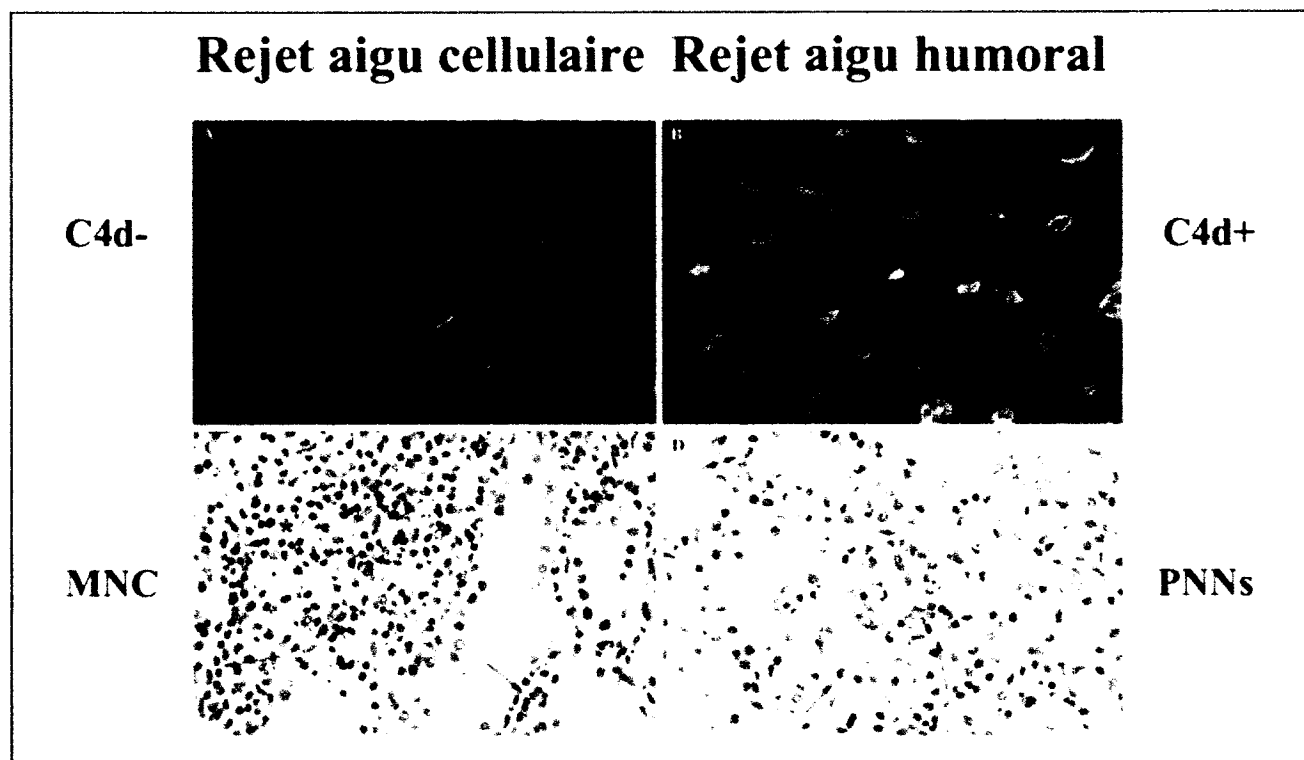 Rejet aigu cellulaire Rejet aigu humoral
A
B
C4d-
C4d+
D
MNC
PNNs